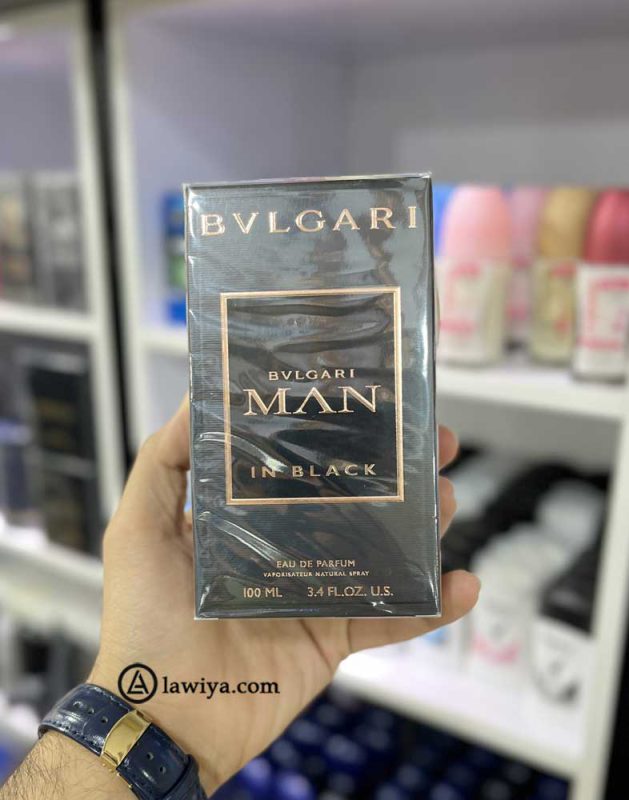 BVLGARI
BVLGARI
MAN
IN BLACK
EAU DE PARFUM
VAPORISATEUR NATURAL SPRAY
100 ML 3.4 FL.OZ. U.S.
lawiya.com